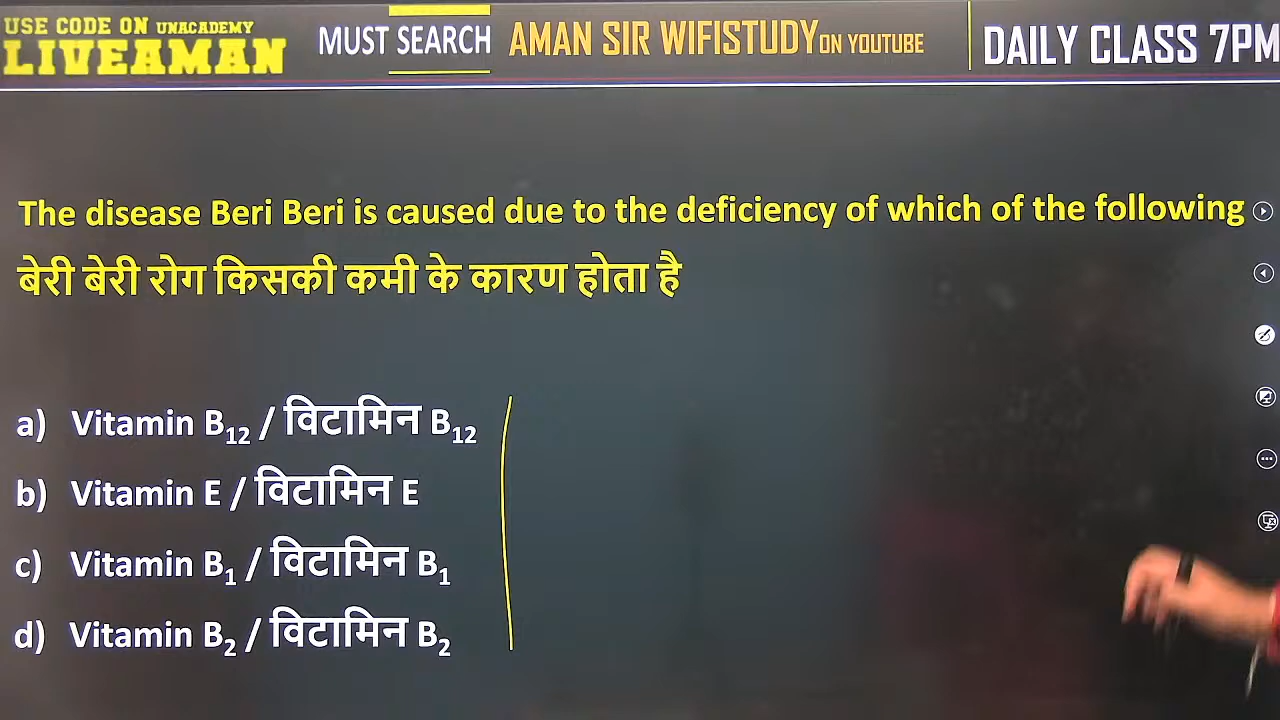 USE CODE ON UNACADEMY
LIVEAMAN
MUST SEARCH AMAN SIR WIFISTUDY ON YOUTUBE
DAILY CLASS 7PM
The disease Beri Beri is caused due to the deficiency of which of the following
बेरी बेरी रोग किसकी कमी के कारण होता है
a) Vitamin B12 / विटामिन B12
b) Vitamin E / विटामिन E
c) Vitamin B1 / विटामिन B1
d) Vitamin B2 / विटामिन B2